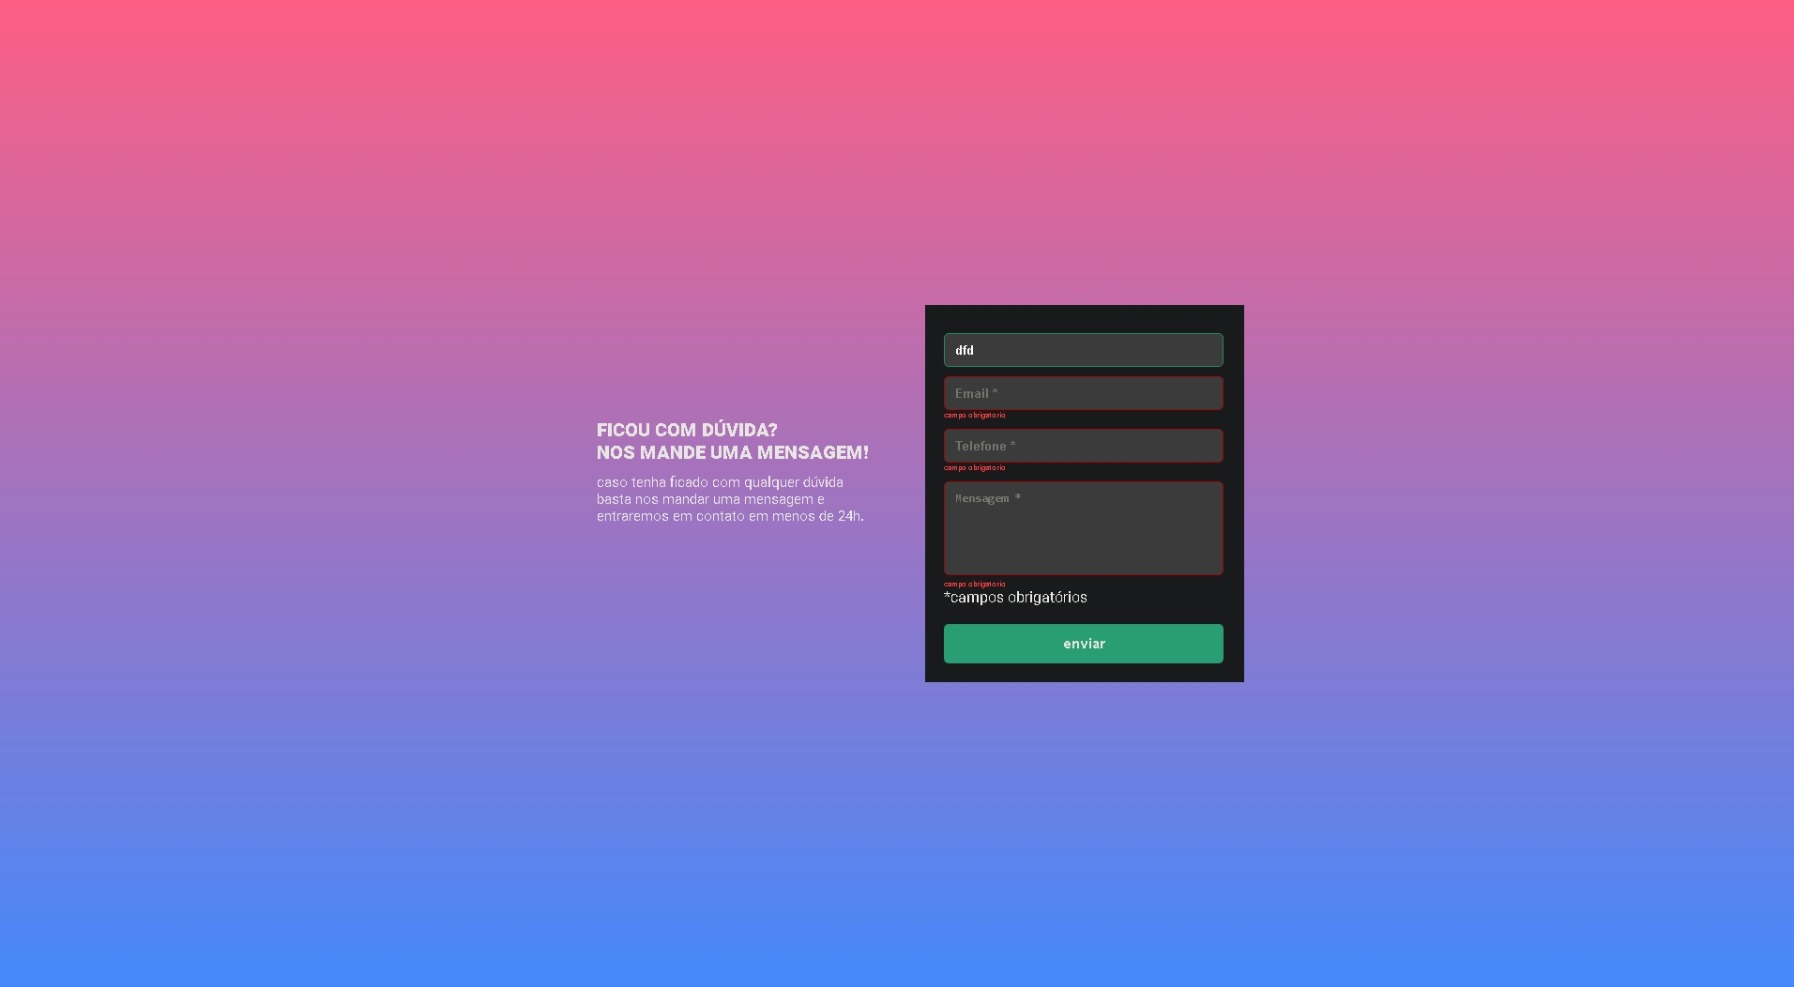 FICOU COM DÚVIDA?
NOS MANDE UMA MENSAGEM!
caso tenha ficado com qualquer dúvida
basta nos mandar uma mensagem e
entraremos em contato em menos de 24h.
dfd
Email *
campo obrigatorio
Telefone *
campo obrigatorio
Mensagem *
campo obrigatorio
*campos obrigatórios
enviar